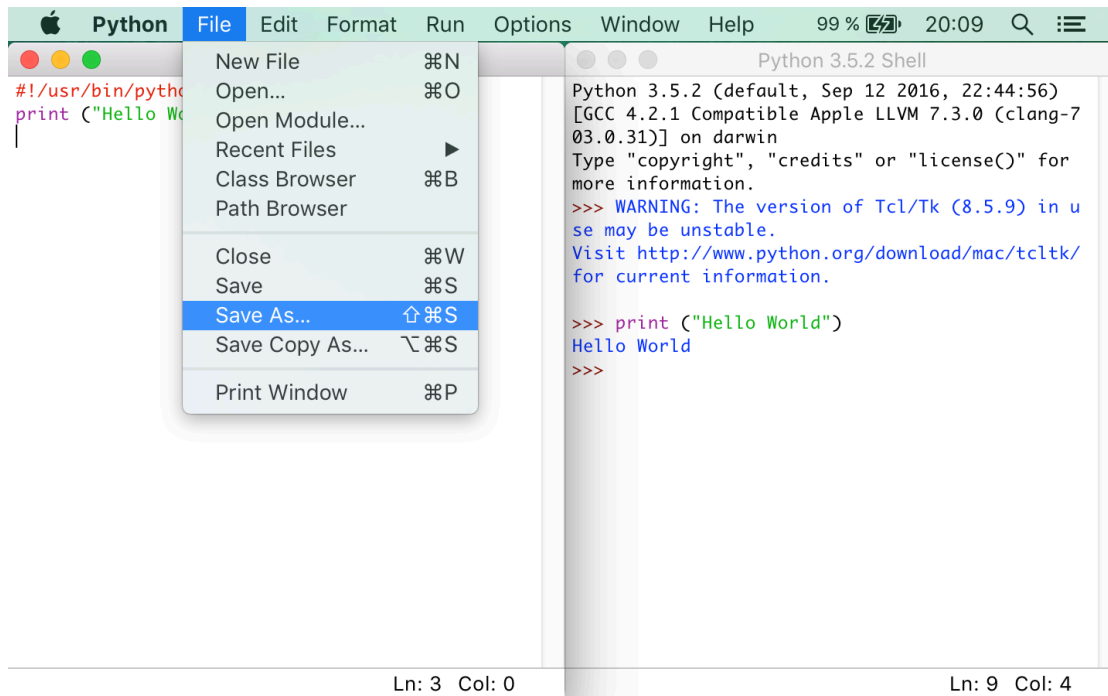 Python File Edit Format Run Options Window Help 99 % 20:09
#!/usr/bin/pytho
print ("Hello Wo
New File ⌘N
Open... ⌘O
Open Module...
Recent Files ▶
Class Browser ⌘B
Path Browser
Close ⌘W
Save ⌘S
Save As... ⇧⌘S
Save Copy As... ⌥⌘S
Print Window ⌘P
Ln: 3 Col: 0
Python 3.5.2 Shell
Python 3.5.2 (default, Sep 12 2016, 22:44:56)
[GCC 4.2.1 Compatible Apple LLVM 7.3.0 (clang-7
03.0.31)] on darwin
Type "copyright", "credits" or "license()" for
more information.
>>> WARNING: The version of Tcl/Tk (8.5.9) in u
se may be unstable.
Visit http://www.python.org/download/mac/tcltk/
for current information.
>>> print ("Hello World")
Hello World
>>>
Ln: 9 Col: 4